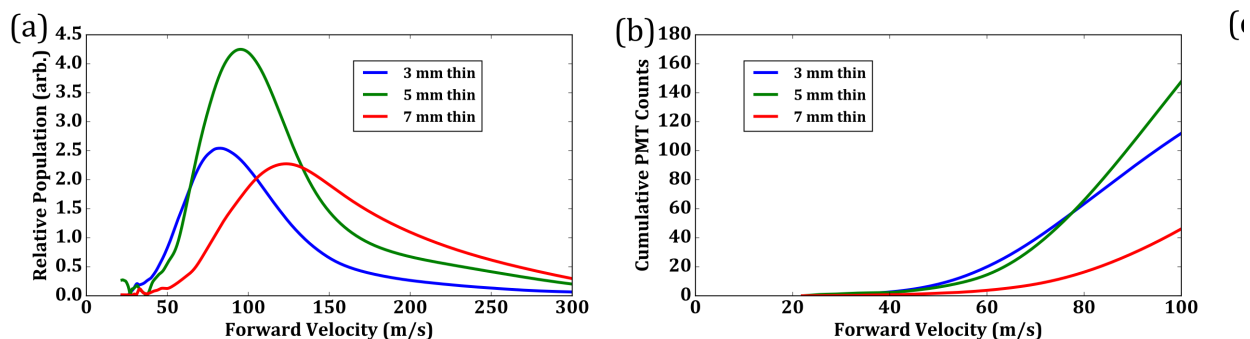 (a)
Relative Population (arb.)
4.5
4.0
3.5
3.0
2.5
2.0
1.5
1.0
0.5
0.0
3 mm thin
5 mm thin
7 mm thin
0 50 100 150 200 250 300
Forward Velocity (m/s)
(b)
Cumulative PMT Counts
180
160
140
120
100
80
60
40
20
0
3 mm thin
5 mm thin
7 mm thin
0 20 40 60 80 100
Forward Velocity (m/s)